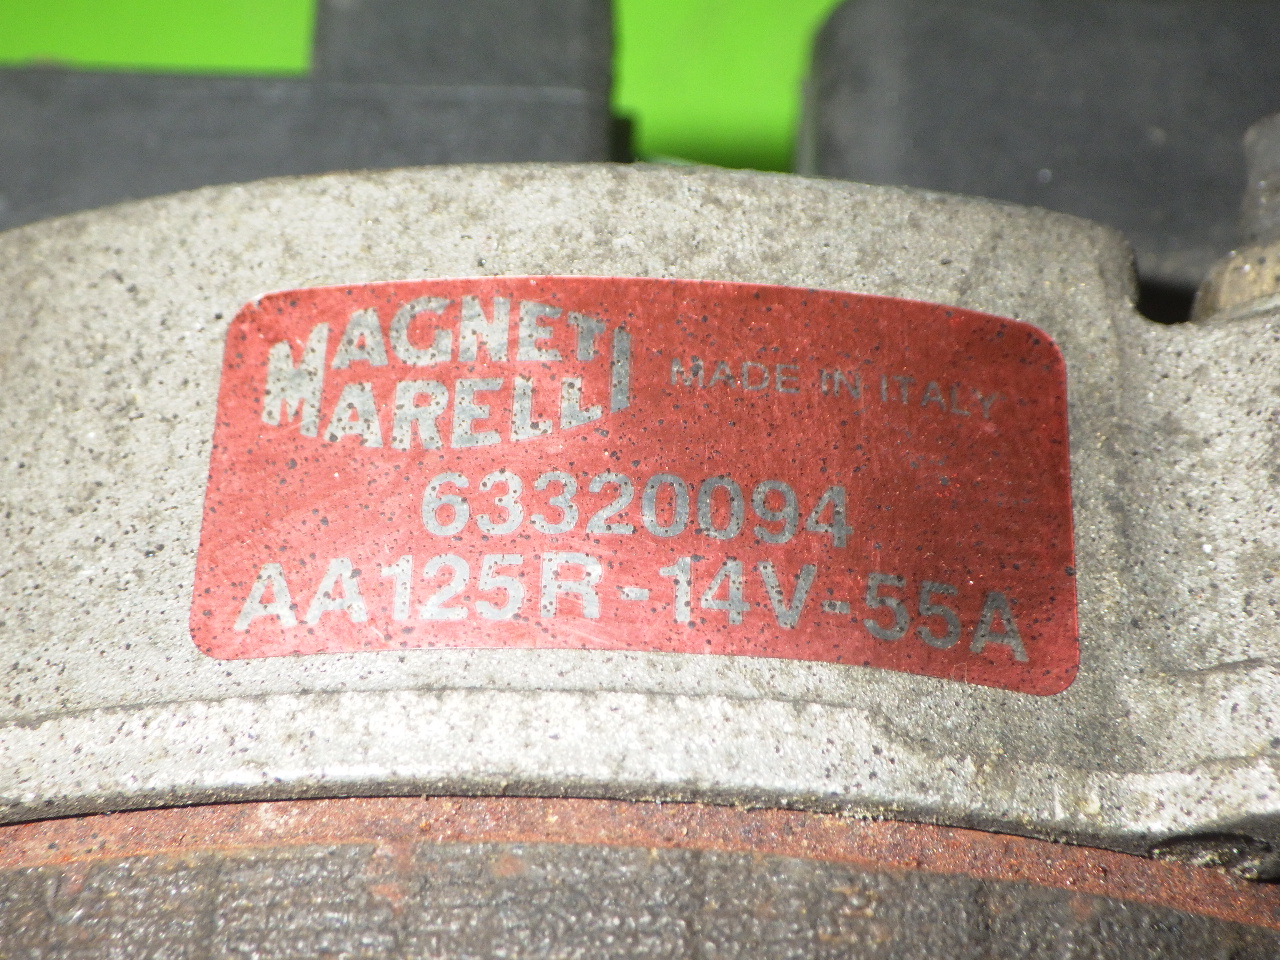 MAGNETI
MARELLI
MADE IN ITALY
63320094
AA125R-14V-55A